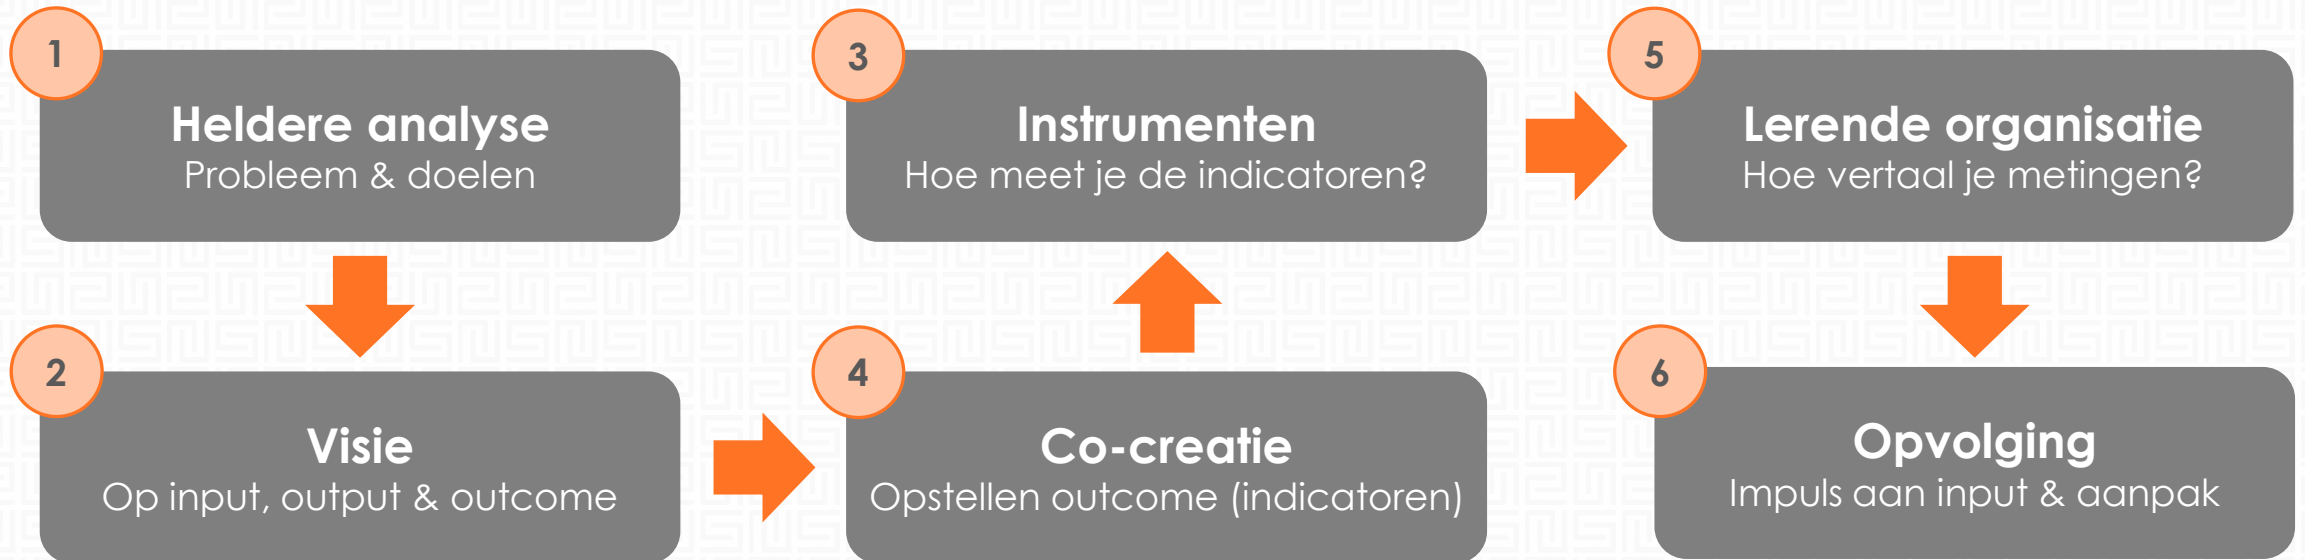 1
Heldere analyse
Probleem & doelen
2
Visie
Op input, output & outcome
3
Instrumenten
Hoe meet je de indicatoren?
4
Co-creatie
Opstellen outcome (indicatoren)
5
Lerende organisatie
Hoe vertaal je metingen?
6
Opvolging
Impuls aan input & aanpak